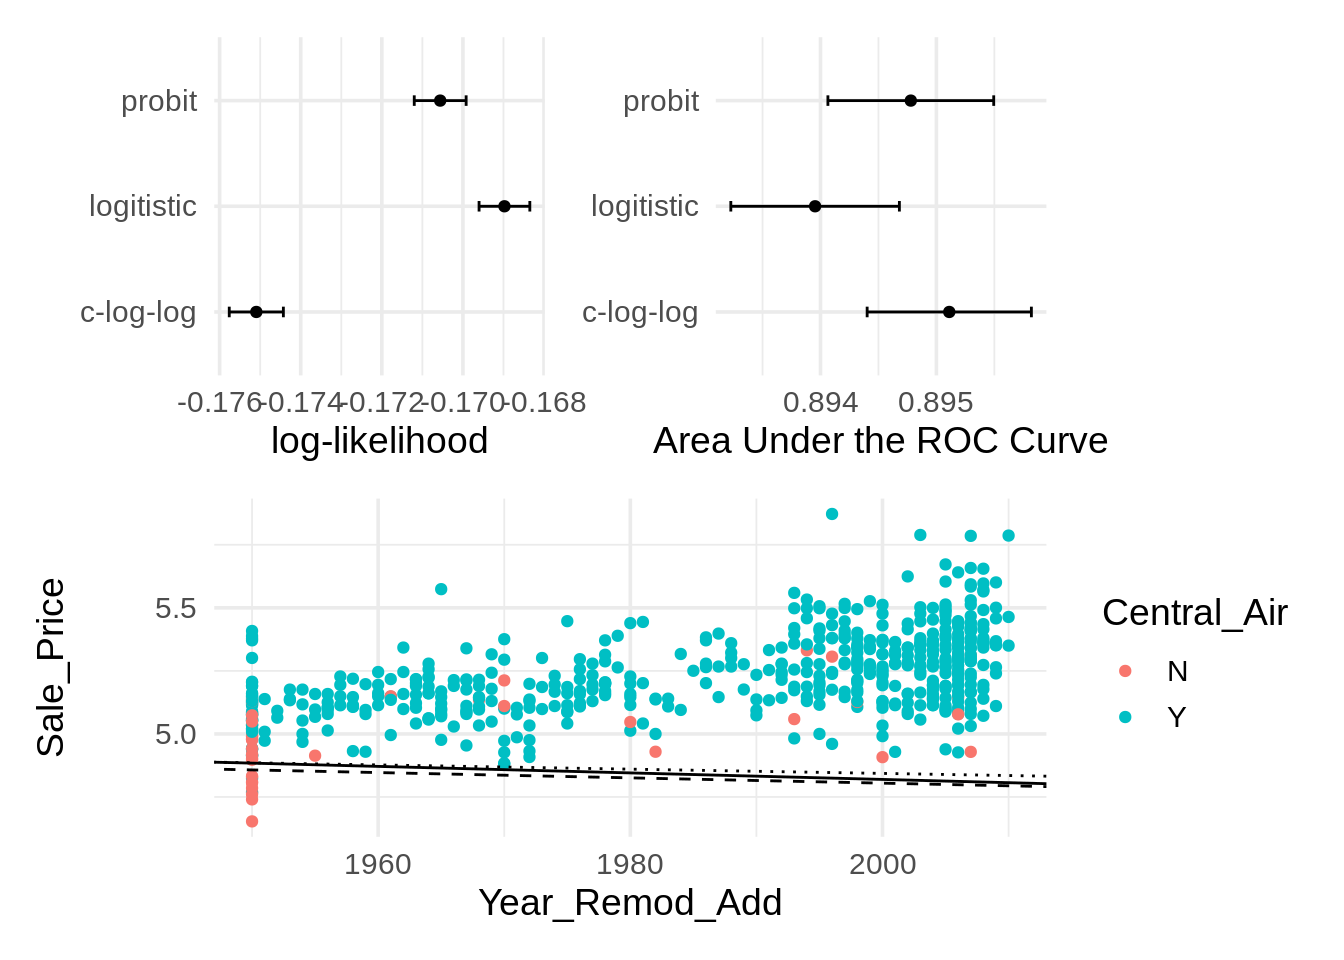 probit
logitistic
c-log-log
-0.176 -0.174 -0.172 -0.170 -0.168
log-likelihood
probit
logitistic
c-log-log
0.894 0.895
Area Under the ROC Curve
Sale_Price
5.5
5.0
1960 1980 2000
Year_Remod_Add
Central_Air
N
Y